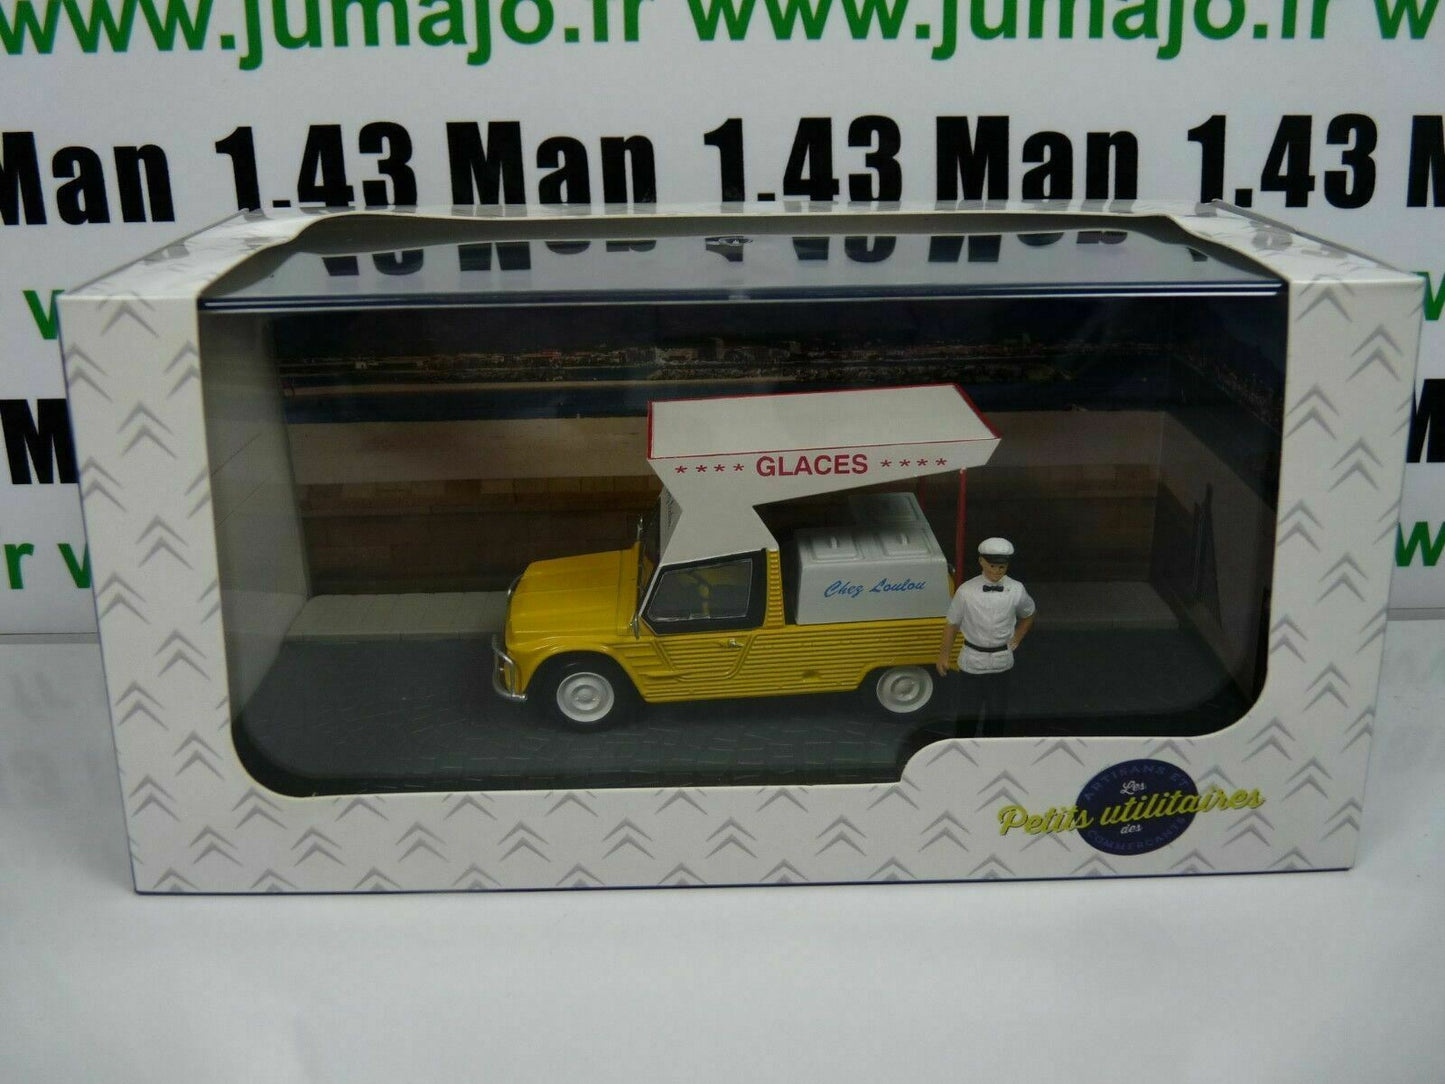 www.jumajo.fr www.jumajo.fr w
Man 1.43 Man 1.43 Man 1.43 M
**** GLACES ****
Chez Loulou
ARTISANS ET
Les
Petits utilitaires
des
COMMERÇANTS